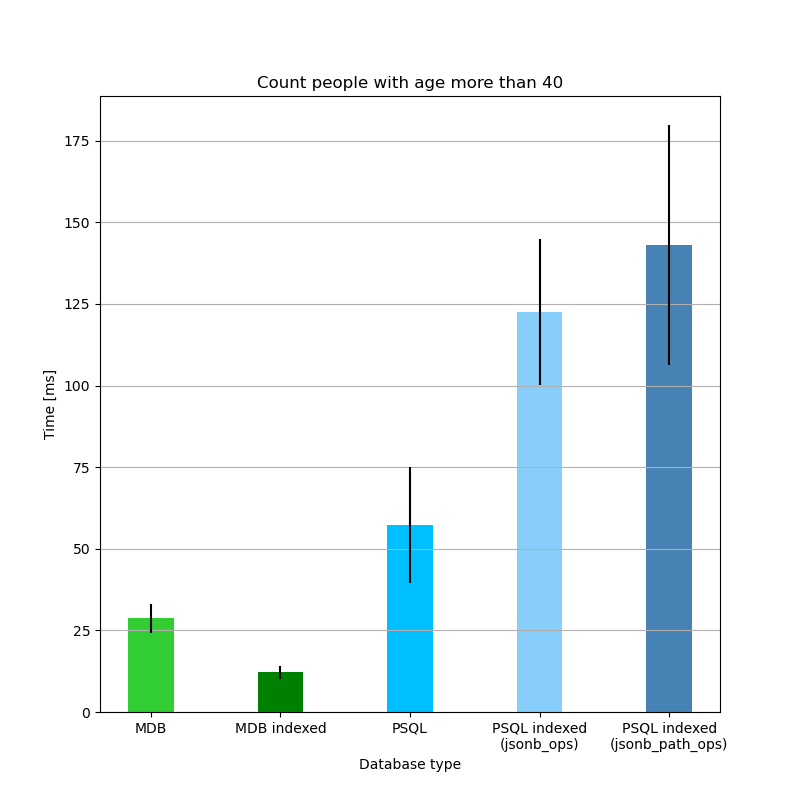 Count people with age more than 40
175
150
125
100
75
50
25
0
Time [ms]
MDB
MDB indexed
PSQL
PSQL indexed
(jsonb_ops)
PSQL indexed
(jsonb_path_ops)
Database type